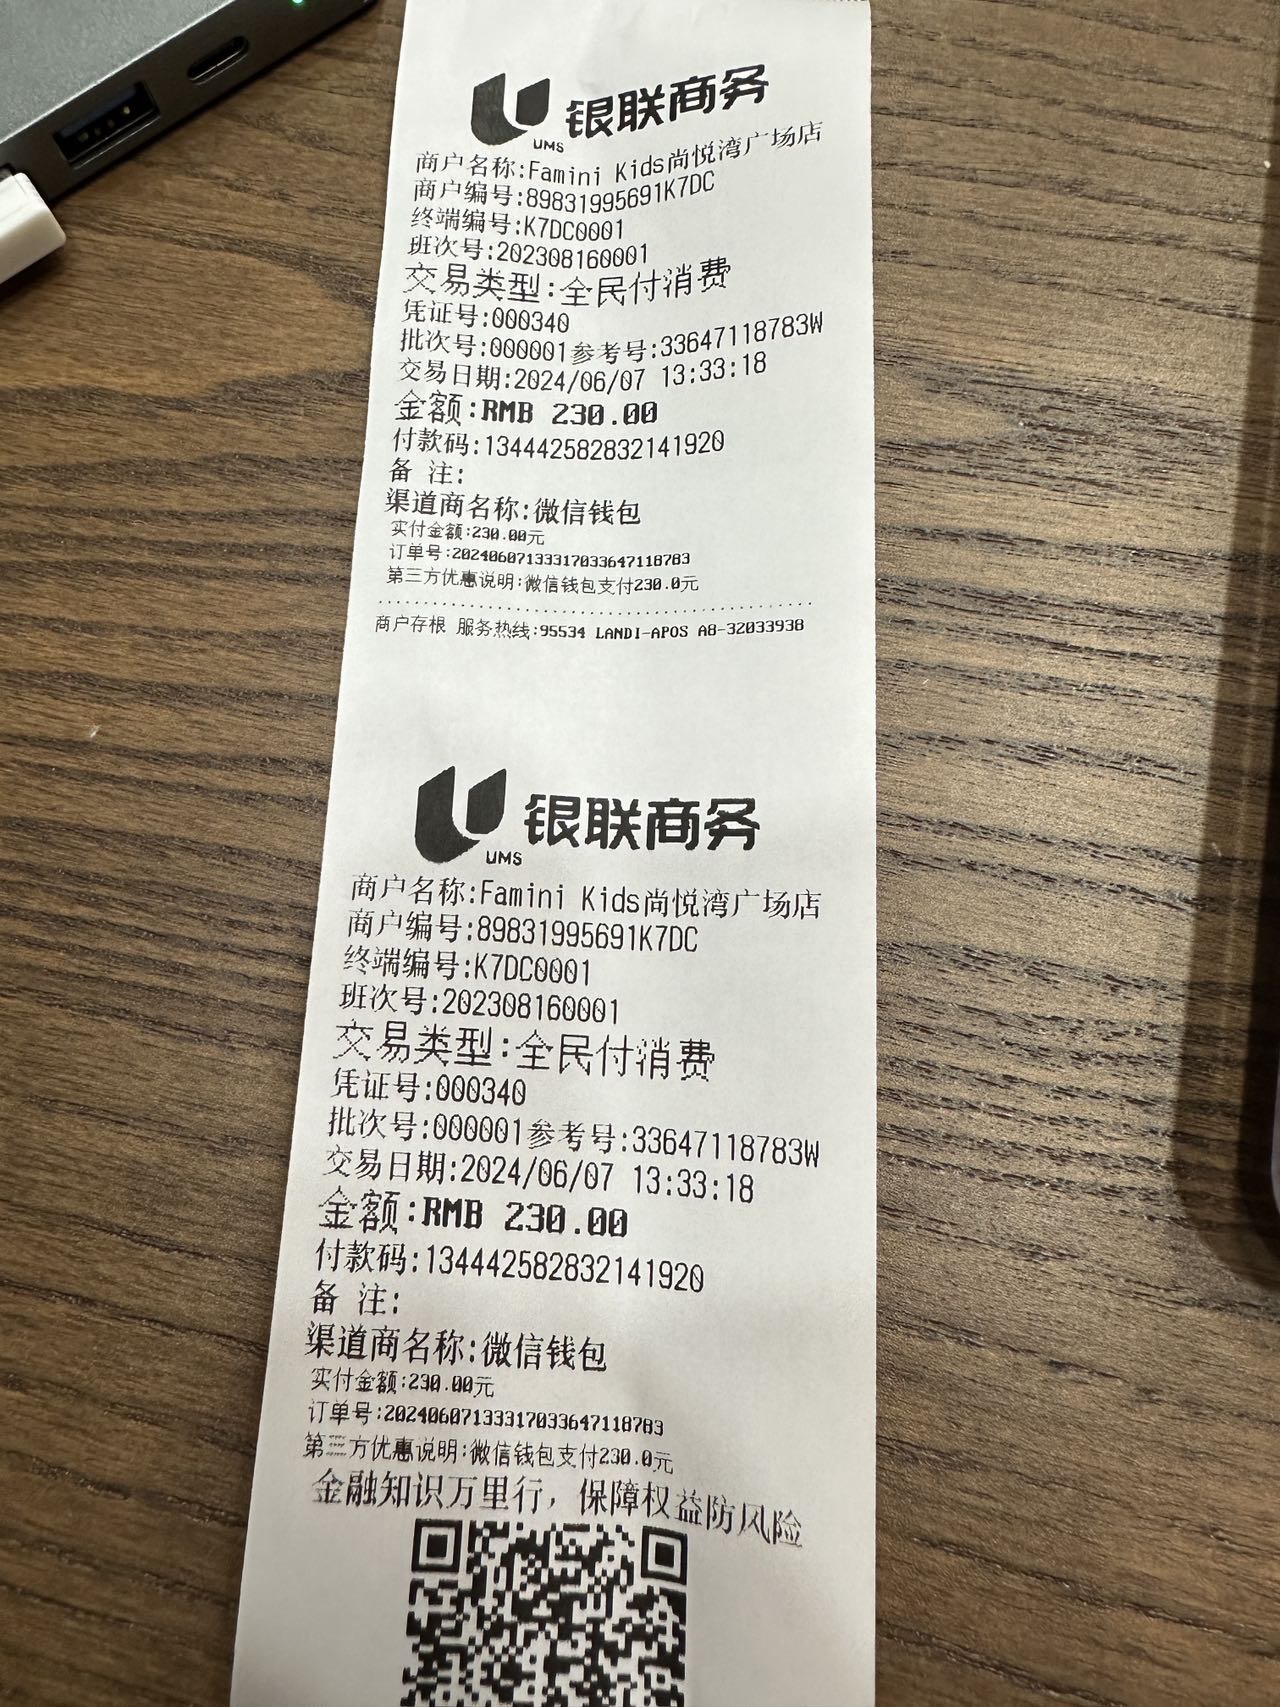 银联商务
UMS
商户名称:Famini Kids尚悦湾广场店
商户编号:89831995691K7DC
终端编号:K7DC0001
班次号:202308160001
交易类型:全民付消费
凭证号:000340
批次号:000001参考号:33647118783W
交易日期:2024/06/07 13:33:18
金额:RMB 230.00
付款码:134442582832141920
备 注:
渠道商名称:微信钱包
实付金额:230.00元
订单号:20240607133317033647118783
第三方优惠说明:微信钱包支付230.0元
商户存根 服务热线:95534 LANDI-APOS A8-32033938
银联商务
UMS
商户名称:Famini Kids尚悦湾广场店
商户编号:89831995691K7DC
终端编号:K7DC0001
班次号:202308160001
交易类型:全民付消费
凭证号:000340
批次号:000001参考号:33647118783W
交易日期:2024/06/07 13:33:18
金额:RMB 230.00
付款码:134442582832141920
备 注:
渠道商名称:微信钱包
实付金额:230.00元
订单号:20240607133317033647118783
第三方优惠说明:微信钱包支付230.0元
金融知识万里行，保障权益防风险